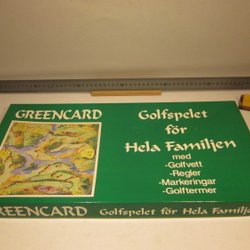 GREENCARD
Golfspelet
för
Hela Familjen
med
-Golfvett
-Regler
-Markeringar
-Golftermer
GREENCARD Golfspelet för Hela Familjen